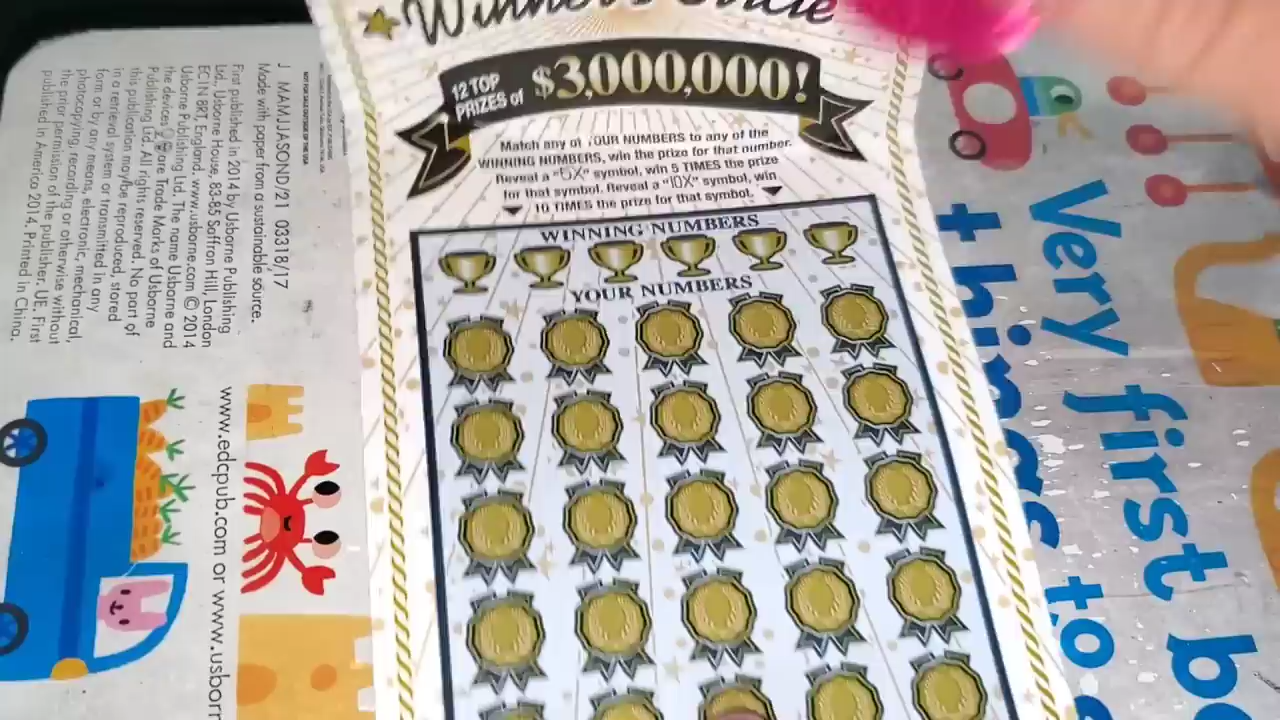 Winner's Circle
12 TOP
PRIZES of $3,000,000!
Match any of YOUR NUMBERS to any of the
WINNING NUMBERS, win the prize for that number.
Reveal a "5X" symbol, win 5 TIMES the prize
for that symbol. Reveal a "10X" symbol, win
10 TIMES the prize for that symbol.
WINNING NUMBERS
YOUR NUMBERS
J MAMJJASOND/21 03318/17
Made with paper from a sustainable source.
First published in 2014 by Usborne Publishing
Ltd, Usborne House, 83-85 Saffron Hill, London
EC1N 8RT, England. www.usborne.com © 2014
Usborne Publishing Ltd. The name Usborne and
the devices are Trade Marks of Usborne
Publishing Ltd. All rights reserved. No part of
this publication may be reproduced, stored
in a retrieval system or transmitted in any
form or by any means, electronic, mechanical,
photocopying, recording or otherwise without
the prior permission of the publisher. UE. First
published in America 2014. Printed in China.
www.edcpub.com or www.usborn
Very first b
things to